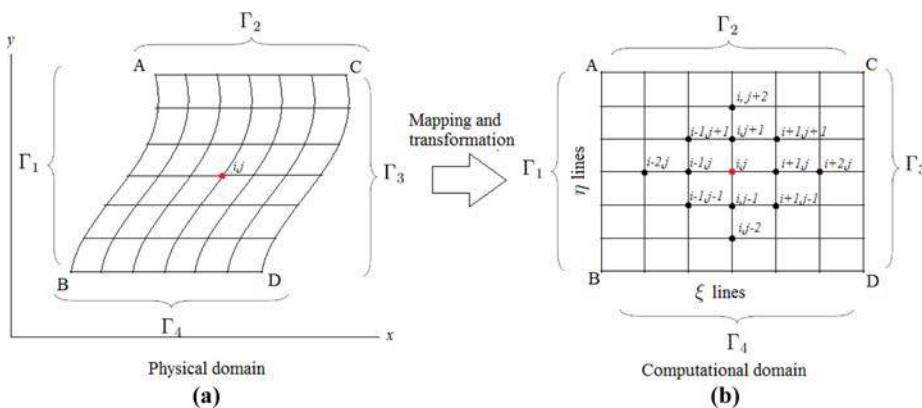 Γ2
y
A
C
Γ1
i,j
Γ3
B
D
Γ4
x
Physical domain
(a)
Mapping and
transformation
Γ2
A
C
i, j+2
i-1,j+1
i,j+1
i+1,j+1
i-2,j
i-1,j
i,j
i+1,j
i+2,j
Γ1
η lines
Γ3
i-1,j-1
i,j-1
i+1,j-1
i,j-2
B
D
ξ lines
Γ4
Computational domain
(b)